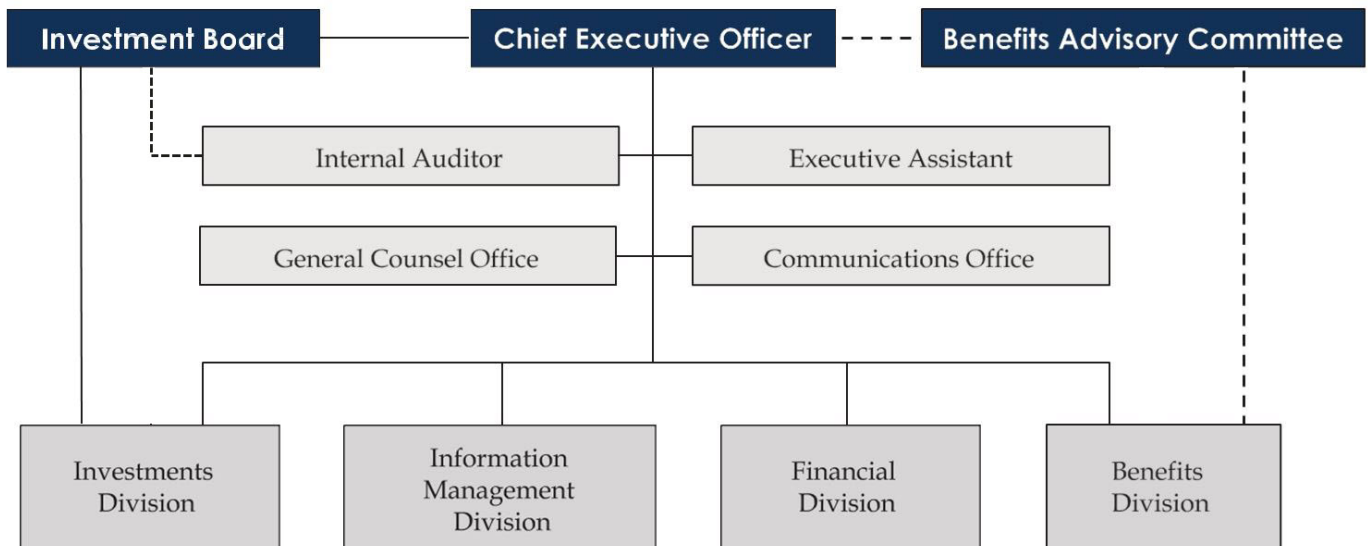 Investment Board
Chief Executive Officer
Benefits Advisory Committee
Internal Auditor
Executive Assistant
General Counsel Office
Communications Office
Investments
Division
Information
Management
Division
Financial
Division
Benefits
Division